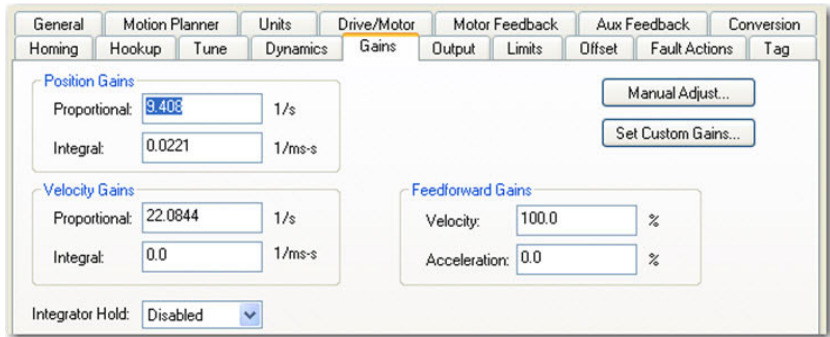 General Motion Planner Units Drive/Motor Motor Feedback Aux Feedback Conversion
Homing Hookup Tune Dynamics Gains Output Limits Offset Fault Actions Tag
Position Gains
Proportional: 9.408 1/s
Manual Adjust...
Integral: 0.0221 1/ms-s
Set Custom Gains...
Velocity Gains
Proportional: 22.0844 1/s
Integral: 0.0 1/ms-s
Feedforward Gains
Velocity: 100.0 %
Acceleration: 0.0 %
Integrator Hold: Disabled